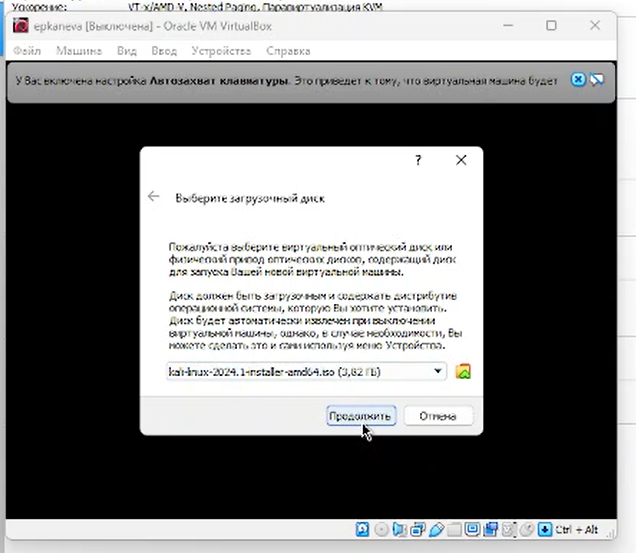 Ускорение: VT-x/AMD-V, Nested Paging, Паравиртуализация KVM
epkaneva [Выключена] - Oracle VM VirtualBox
Файл Машина Вид Ввод Устройства Справка
У Вас включена настройка Автозахват клавиатуры. Это приведет к тому, что виртуальная машина будет
?
Выберите загрузочный диск
Пожалуйста выберите виртуальный оптический диск или
физический привод оптических дисков, содержащий диск
для запуска Вашей новой виртуальной машины.
Диск должен быть загрузочным и содержать дистрибутив
операционной системы, которую Вы хотите установить.
Диск будет автоматически извлечен при выключении
виртуальной машины, однако, в случае необходимости, Вы
можете сделать это и сами используя меню Устройства.
kali-linux-2024.1-installer-amd64.iso (3,82 ГБ)
Продолжить Отмена
Ctrl + Alt